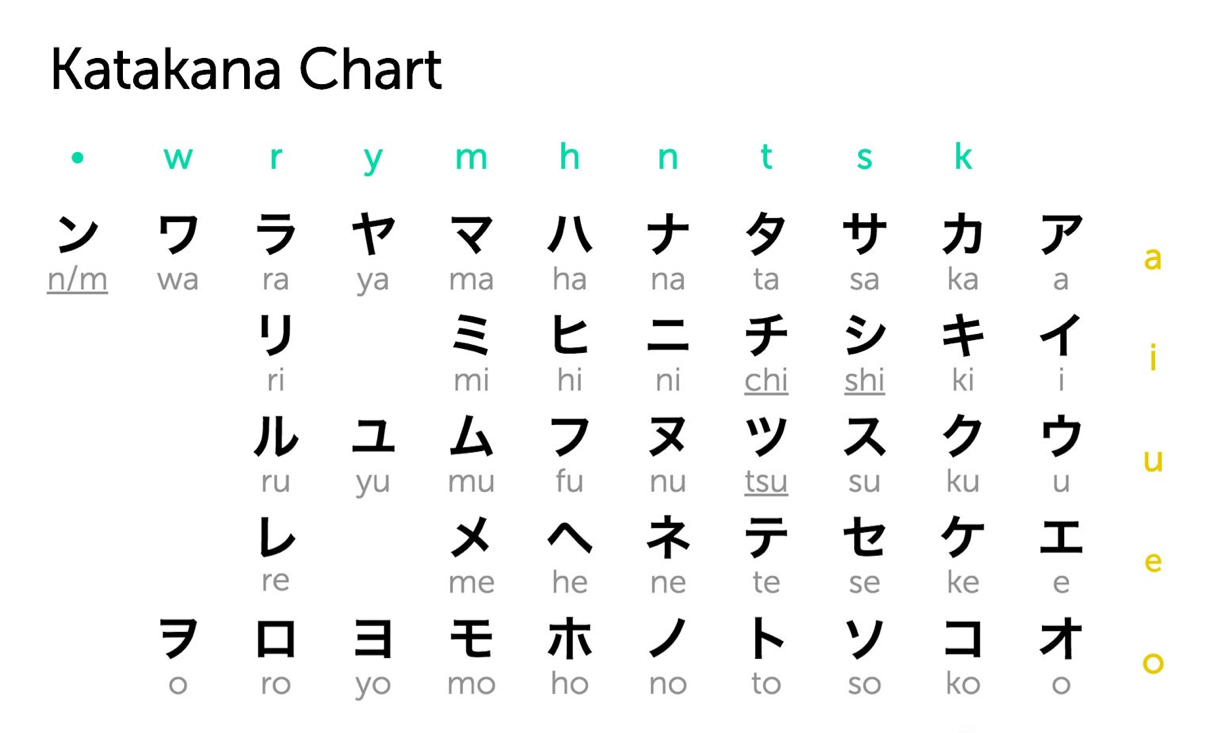 Katakana Chart
• w r y m h n t s k
ン ワ ラ ヤ マ ハ ナ タ サ カ ア
a
n/m wa ra ya ma ha na ta sa ka a
リ ミ ヒ ニ チ シ キ イ
i
ri mi hi ni chi shi ki i
ル ユ ム フ ヌ ツ ス ク ウ
u
ru yu mu fu nu tsu su ku u
レ メ ヘ ネ テ セ ケ エ
e
re me he ne te se ke e
ヲ ロ ヨ モ ホ ノ ト ソ コ オ
o
o ro yo mo ho no to so ko o